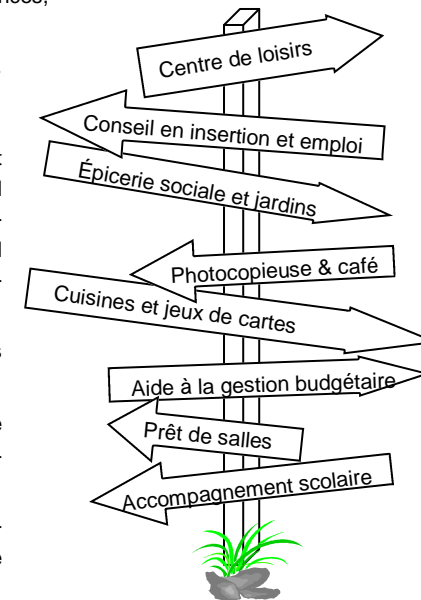 Centre de loisirs
Conseil en insertion et emploi
Épicerie sociale et jardins
Photocopieuse & café
Cuisines et jeux de cartes
Aide à la gestion budgétaire
Prêt de salles
Accompagnement scolaire